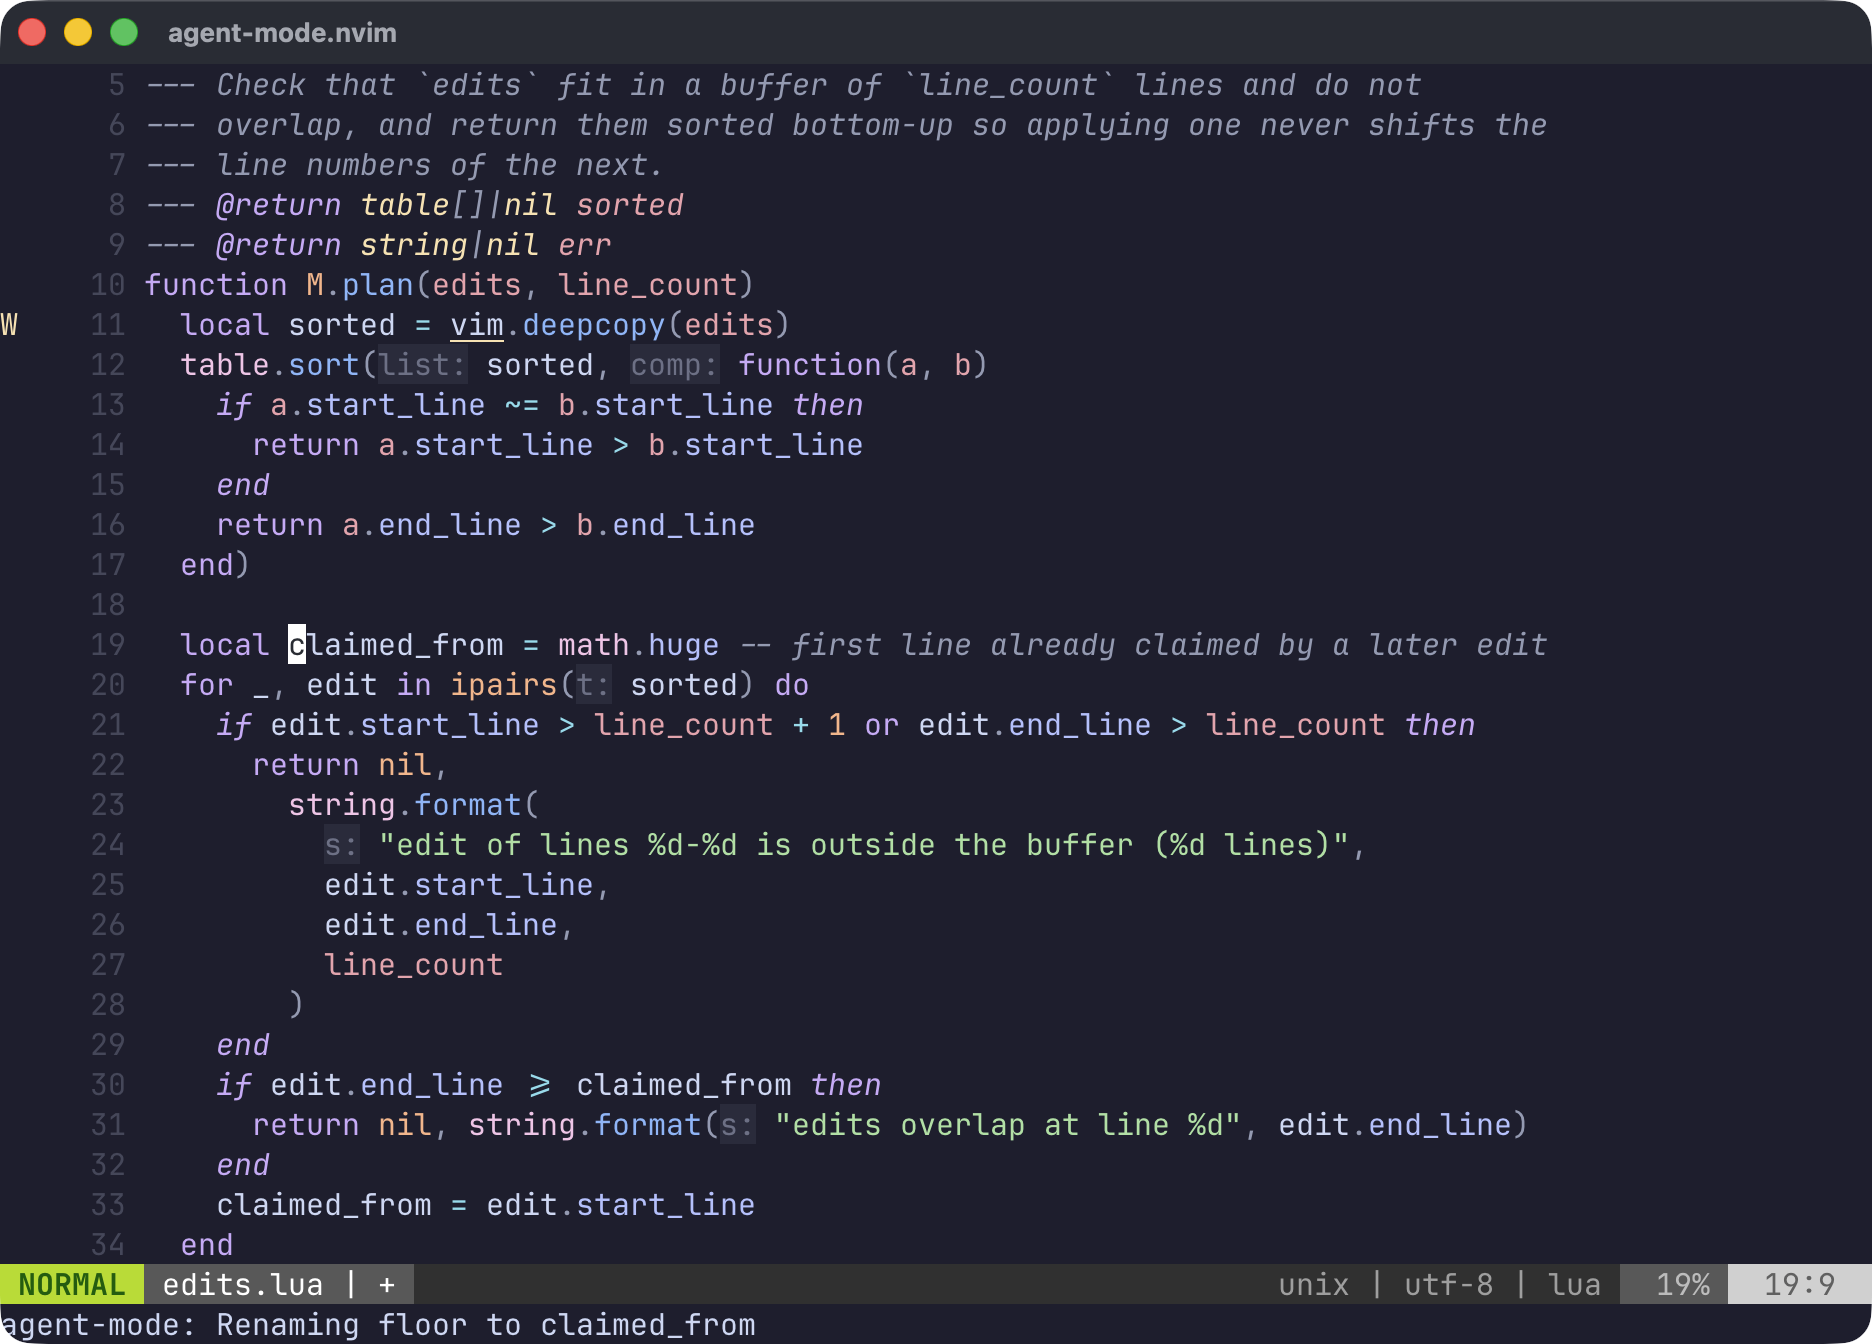 agent-mode.nvim
5 --- Check that `edits` fit in a buffer of `line_count` lines and do not
6 --- overlap, and return them sorted bottom-up so applying one never shifts the
7 --- line numbers of the next.
8 --- @return table[]|nil sorted
9 --- @return string|nil err
10 function M.plan(edits, line_count)
W 11   local sorted = vim.deepcopy(edits)
12   table.sort(list: sorted, comp: function(a, b)
13     if a.start_line ~= b.start_line then
14       return a.start_line > b.start_line
15     end
16     return a.end_line > b.end_line
17   end)
18
19   local claimed_from = math.huge -- first line already claimed by a later edit
20   for _, edit in ipairs(t: sorted) do
21     if edit.start_line > line_count + 1 or edit.end_line > line_count then
22       return nil,
23         string.format(
24           s: "edit of lines %d-%d is outside the buffer (%d lines)",
25           edit.start_line,
26           edit.end_line,
27           line_count
28         )
29     end
30     if edit.end_line >= claimed_from then
31       return nil, string.format(s: "edits overlap at line %d", edit.end_line)
32     end
33     claimed_from = edit.start_line
34   end
NORMAL edits.lua | + unix | utf-8 | lua 19% 19:9
agent-mode: Renaming floor to claimed_from